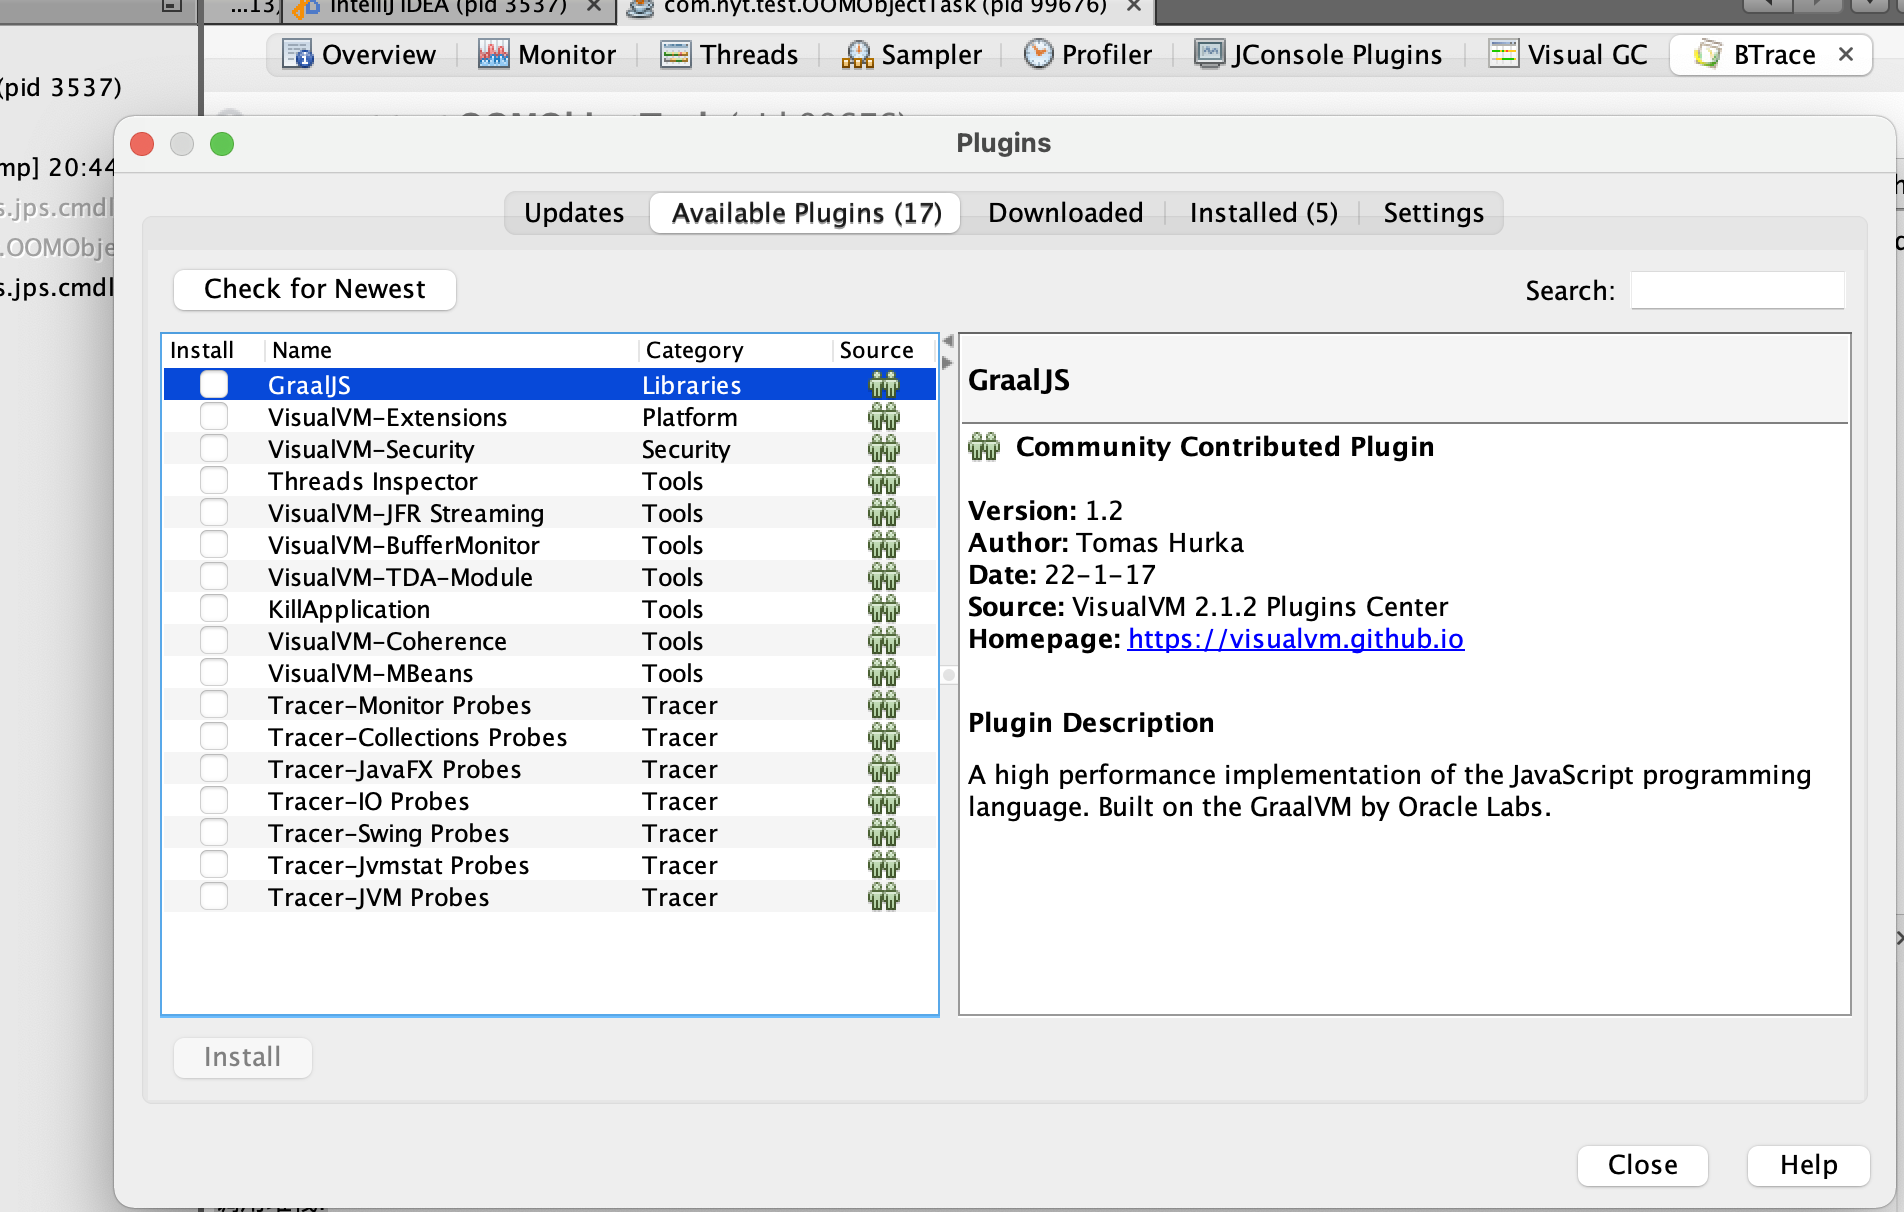 ...13)
IntelliJ IDEA (pid 3537)
com.hyt.test.OOMObjectTask (pid 99676)
Overview
Monitor
Threads
Sampler
Profiler
JConsole Plugins
Visual GC
BTrace
(pid 3537)
mp] 20:44
s.jps.cmdl
.OOMObje
s.jps.cmdl
Plugins
Updates
Available Plugins (17)
Downloaded
Installed (5)
Settings
Check for Newest
Search:
Install Name Category Source
GraalJS Libraries
VisualVM-Extensions Platform
VisualVM-Security Security
Threads Inspector Tools
VisualVM-JFR Streaming Tools
VisualVM-BufferMonitor Tools
VisualVM-TDA-Module Tools
KillApplication Tools
VisualVM-Coherence Tools
VisualVM-MBeans Tools
Tracer-Monitor Probes Tracer
Tracer-Collections Probes Tracer
Tracer-JavaFX Probes Tracer
Tracer-IO Probes Tracer
Tracer-Swing Probes Tracer
Tracer-Jvmstat Probes Tracer
Tracer-JVM Probes Tracer
GraalJS
Community Contributed Plugin
Version: 1.2
Author: Tomas Hurka
Date: 22-1-17
Source: VisualVM 2.1.2 Plugins Center
Homepage: https://visualvm.github.io
Plugin Description
A high performance implementation of the JavaScript programming
language. Built on the GraalVM by Oracle Labs.
Install
Close
Help